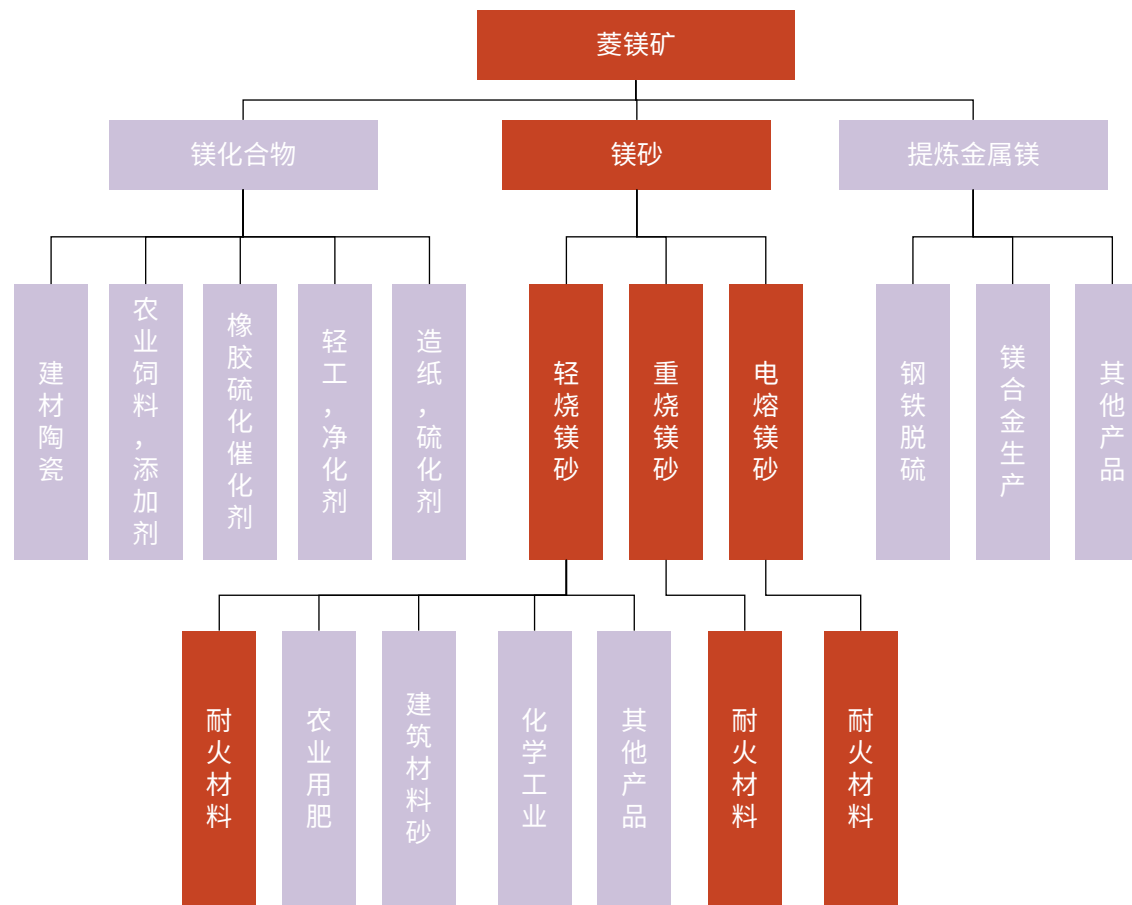 菱镁矿
镁化合物
镁砂
提炼金属镁
建材陶瓷
农业饲料，添加剂
橡胶硫化催化剂
轻工，净化剂
造纸，硫化剂
轻烧镁砂
重烧镁砂
电熔镁砂
钢铁脱硫
镁合金生产
其他产品
耐火材料
农业用肥
建筑材料砂
化学工业
其他产品
耐火材料
耐火材料